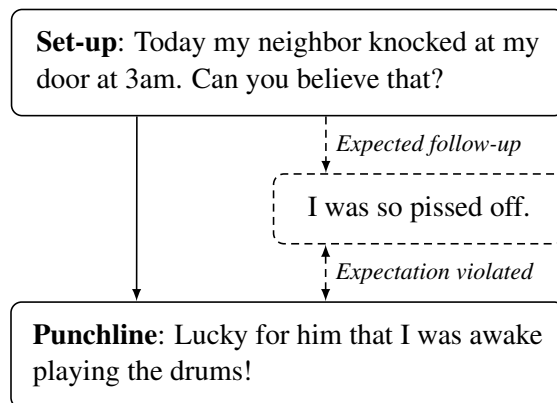 Set-up: Today my neighbor knocked at my
door at 3am. Can you believe that?
Expected follow-up
I was so pissed off.
Expectation violated
Punchline: Lucky for him that I was awake
playing the drums!